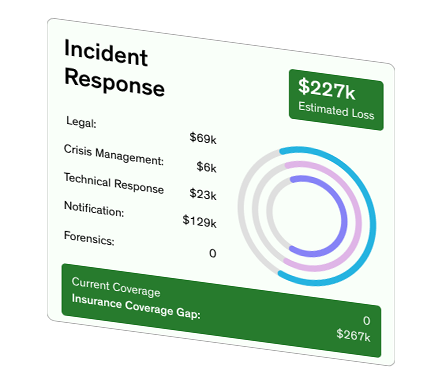 Incident
Response
$227k
Estimated Loss
Legal:
$69k
Crisis Management:
$6k
Technical Response
$23k
Notification:
$129k
Forensics:
0
Current Coverage
0
Insurance Coverage Gap:
$267k